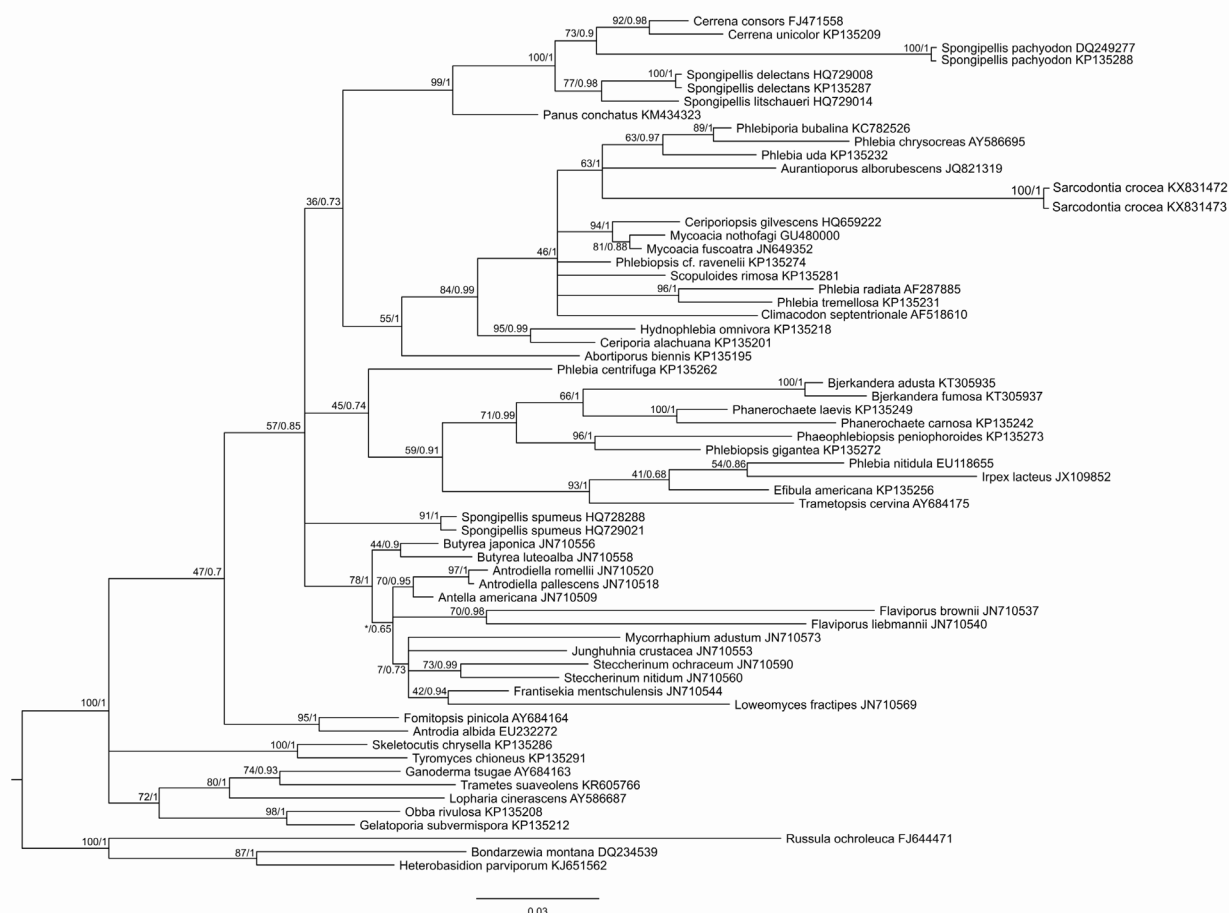 92/0.98
Cerrena consors FJ471558
73/0.9
Cerrena unicolor KP135209
100/1
Spongipellis pachyodon DQ249277
Spongipellis pachyodon KP135288
100/1
100/1
Spongipellis delectans HQ729008
99/1
77/0.98
Spongipellis delectans KP135287
Spongipellis litschaueri HQ729014
Panus conchatus KM434323
89/1
Phlebiporia bubalina KC782526
63/0.97
Phlebia chrysocreas AY586695
Phlebia uda KP135232
63/1
Aurantioporus alborubescens JQ821319
100/1
Sarcodontia crocea KX831472
36/0.73
Sarcodontia crocea KX831473
94/1
Ceriporiopsis gilvescens HQ659222
Mycoacia nothofagi GU480000
81/0.88
Mycoacia fuscoatra JN649352
46/1
Phlebiopsis cf. ravenelii KP135274
Scopuloides rimosa KP135281
84/0.99
96/1
Phlebia radiata AF287885
Phlebia tremellosa KP135231
55/1
Climacodon septentrionale AF518610
95/0.99
Hydnophlebia omnivora KP135218
Ceriporia alachuana KP135201
Abortiporus biennis KP135195
Phlebia centrifuga KP135262
100/1
Bjerkandera adusta KT305935
66/1
Bjerkandera fumosa KT305937
45/0.74
100/1
Phanerochaete laevis KP135249
71/0.99
Phanerochaete carnosa KP135242
57/0.85
96/1
Phaeophlebiopsis peniophoroides KP135273
59/0.91
Phlebiopsis gigantea KP135272
54/0.86
Phlebia nitidula EU118655
41/0.68
Irpex lacteus JX109852
93/1
Efibula americana KP135256
Trametopsis cervina AY684175
91/1
Spongipellis spumeus HQ728288
Spongipellis spumeus HQ729021
44/0.9
Butyrea japonica JN710556
Butyrea luteoalba JN710558
97/1
Antrodiella romellii JN710520
47/0.7
78/1
70/0.95
Antrodiella pallescens JN710518
Antella americana JN710509
70/0.98
Flaviporus brownii JN710537
*/0.65
Flaviporus liebmannii JN710540
Mycorrhaphium adustum JN710573
Junghuhnia crustacea JN710553
7/0.73
73/0.99
Steccherinum ochraceum JN710590
Steccherinum nitidum JN710560
42/0.94
Frantisekia mentschulensis JN710544
Loweomyces fractipes JN710569
100/1
95/1
Fomitopsis pinicola AY684164
Antrodia albida EU232272
100/1
Skeletocutis chrysella KP135286
Tyromyces chioneus KP135291
74/0.93
Ganoderma tsugae AY684163
80/1
Trametes suaveolens KR605766
72/1
Lopharia cinerascens AY586687
98/1
Obba rivulosa KP135208
Gelatoporia subvermispora KP135212
100/1
Russula ochroleuca FJ644471
87/1
Bondarzewia montana DQ234539
Heterobasidion parviporum KJ651562
0.03